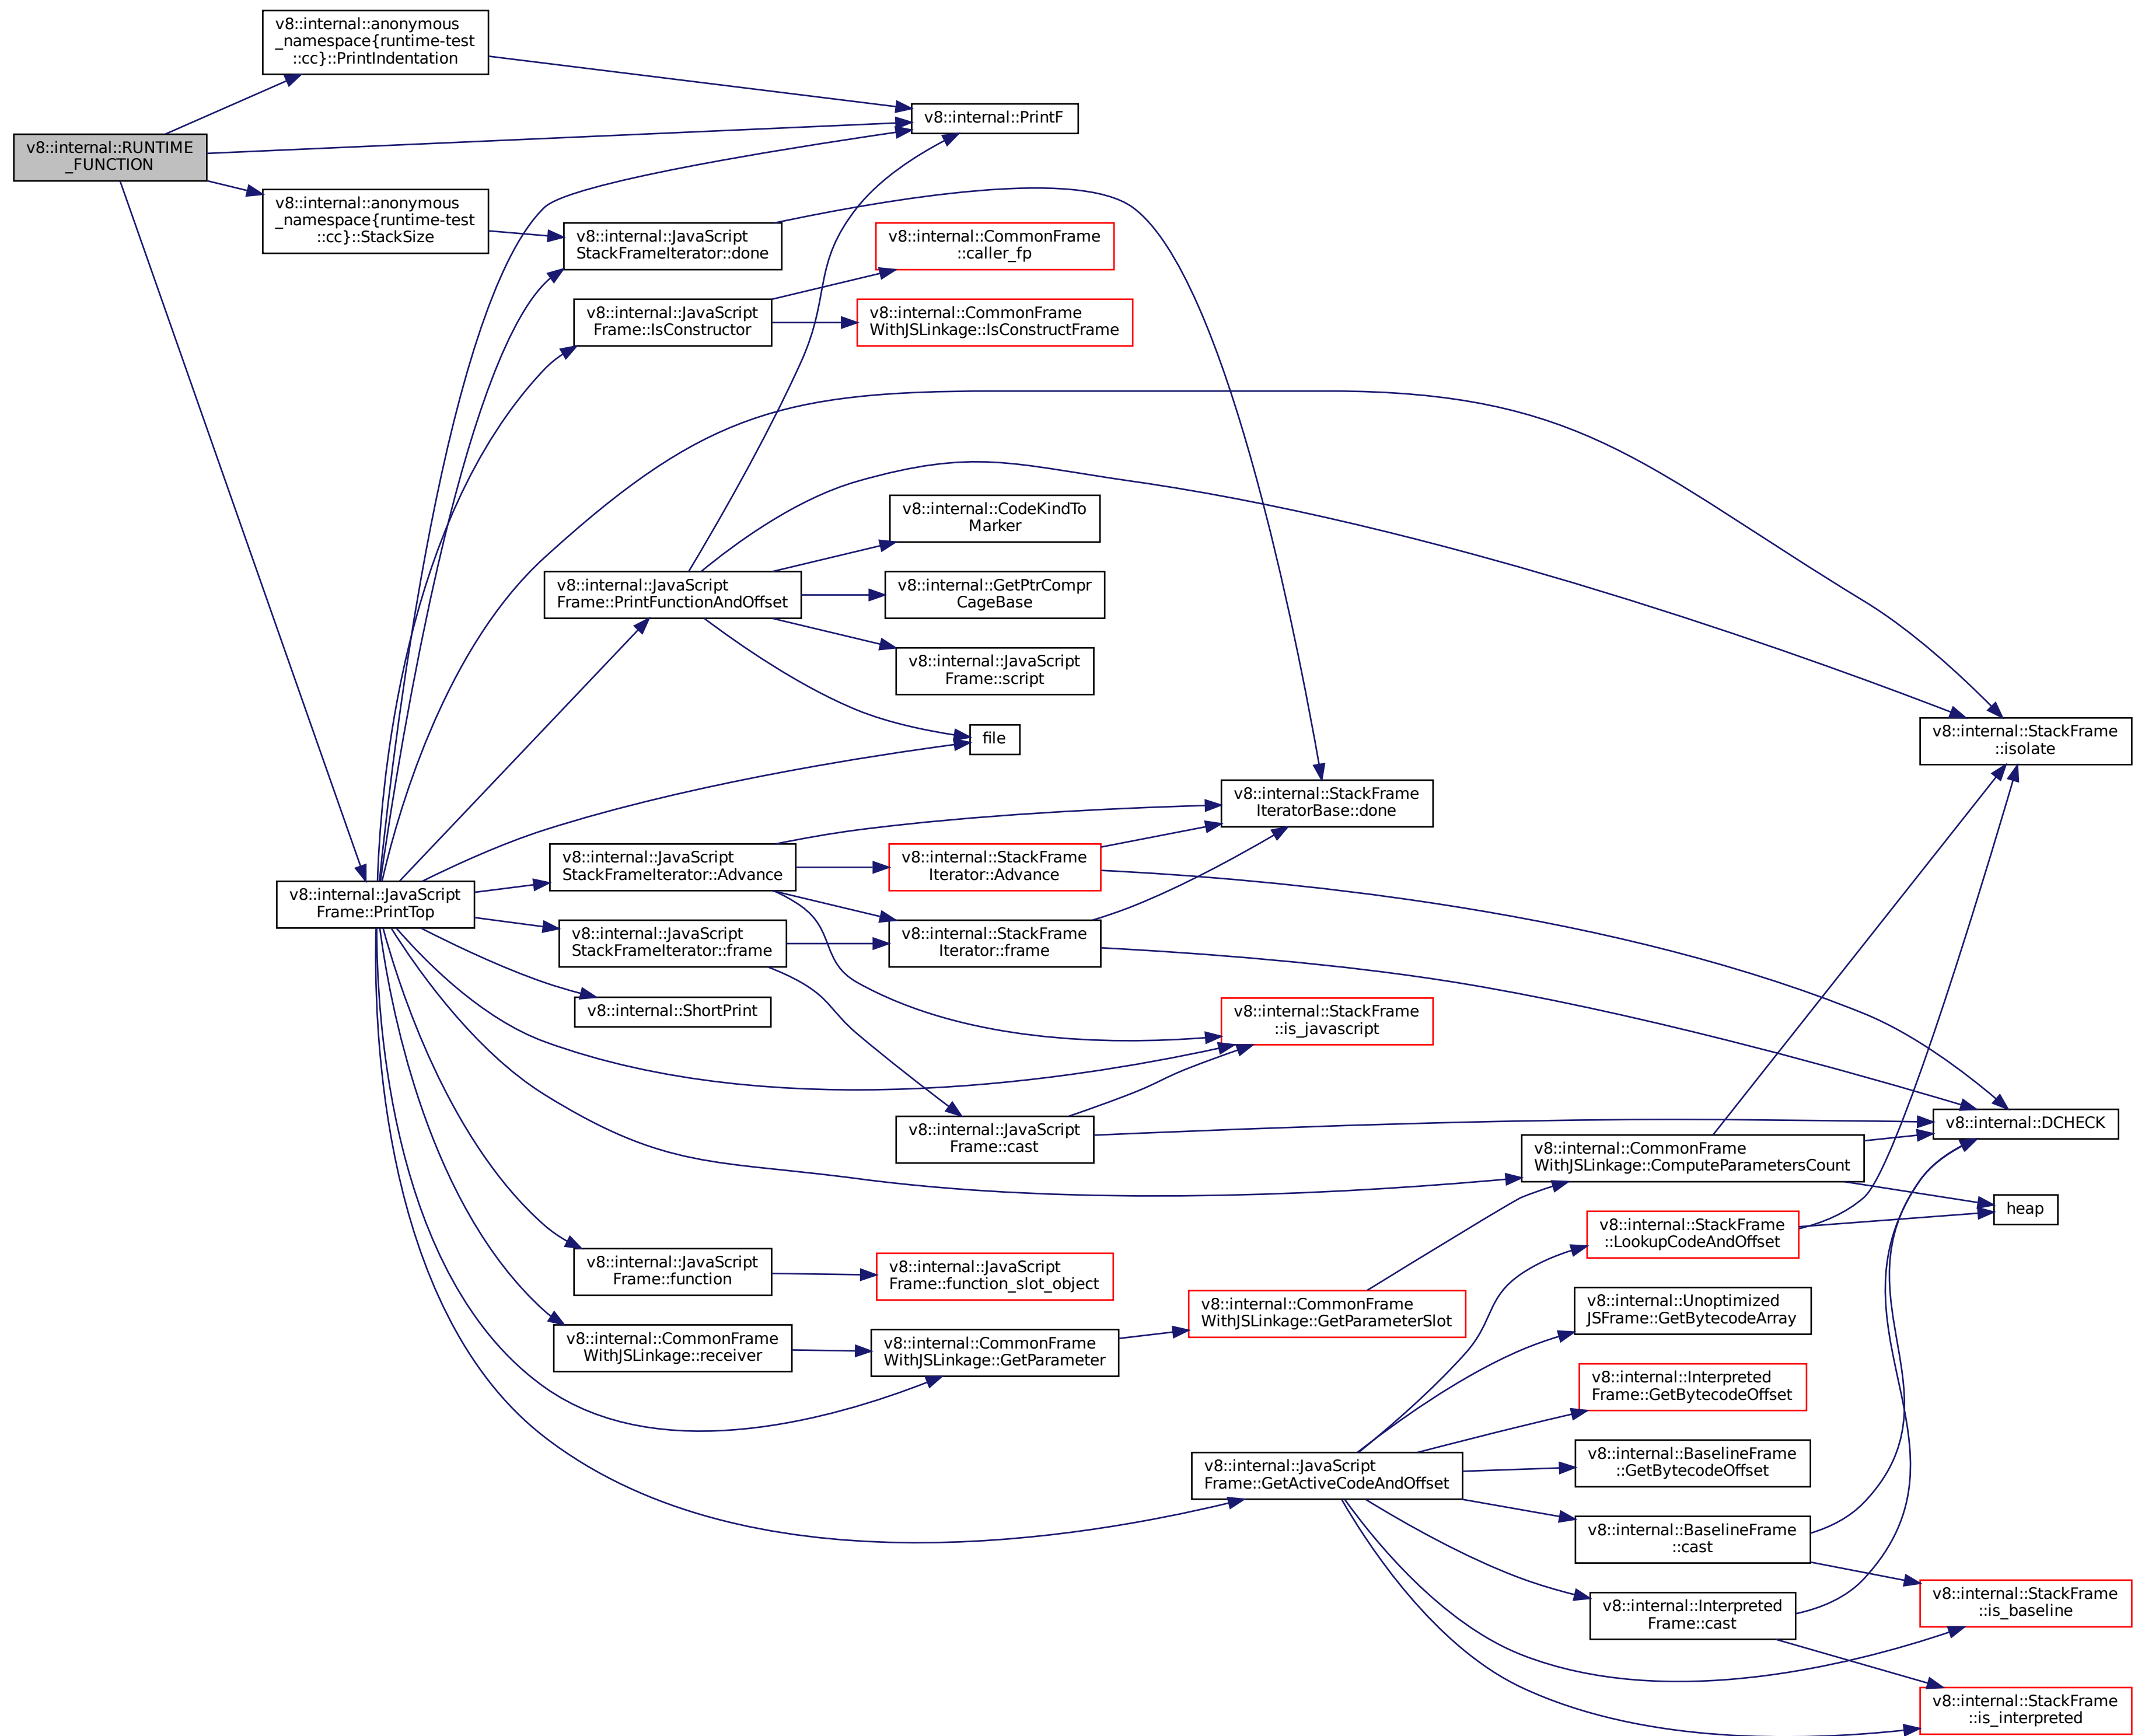 v8::internal::anonymous
_namespace{runtime-test
::cc}::PrintIndentation
v8::internal::PrintF
v8::internal::RUNTIME
_FUNCTION
v8::internal::anonymous
_namespace{runtime-test
::cc}::StackSize
v8::internal::JavaScript
StackFrameIterator::done
v8::internal::CommonFrame
::caller_fp
v8::internal::JavaScript
Frame::IsConstructor
v8::internal::CommonFrame
WithJSLinkage::IsConstructFrame
v8::internal::CodeKindTo
Marker
v8::internal::JavaScript
Frame::PrintFunctionAndOffset
v8::internal::GetPtrCompr
CageBase
v8::internal::JavaScript
Frame::script
file
v8::internal::StackFrame
::isolate
v8::internal::StackFrame
IteratorBase::done
v8::internal::JavaScript
StackFrameIterator::Advance
v8::internal::StackFrame
Iterator::Advance
v8::internal::JavaScript
Frame::PrintTop
v8::internal::JavaScript
StackFrameIterator::frame
v8::internal::StackFrame
Iterator::frame
v8::internal::ShortPrint
v8::internal::StackFrame
::is_javascript
v8::internal::JavaScript
Frame::cast
v8::internal::DCHECK
v8::internal::CommonFrame
WithJSLinkage::ComputeParametersCount
heap
v8::internal::StackFrame
::LookupCodeAndOffset
v8::internal::JavaScript
Frame::function
v8::internal::JavaScript
Frame::function_slot_object
v8::internal::CommonFrame
WithJSLinkage::GetParameterSlot
v8::internal::Unoptimized
JSFrame::GetBytecodeArray
v8::internal::CommonFrame
WithJSLinkage::receiver
v8::internal::CommonFrame
WithJSLinkage::GetParameter
v8::internal::Interpreted
Frame::GetBytecodeOffset
v8::internal::JavaScript
Frame::GetActiveCodeAndOffset
v8::internal::BaselineFrame
::GetBytecodeOffset
v8::internal::BaselineFrame
::cast
v8::internal::StackFrame
::is_baseline
v8::internal::Interpreted
Frame::cast
v8::internal::StackFrame
::is_interpreted